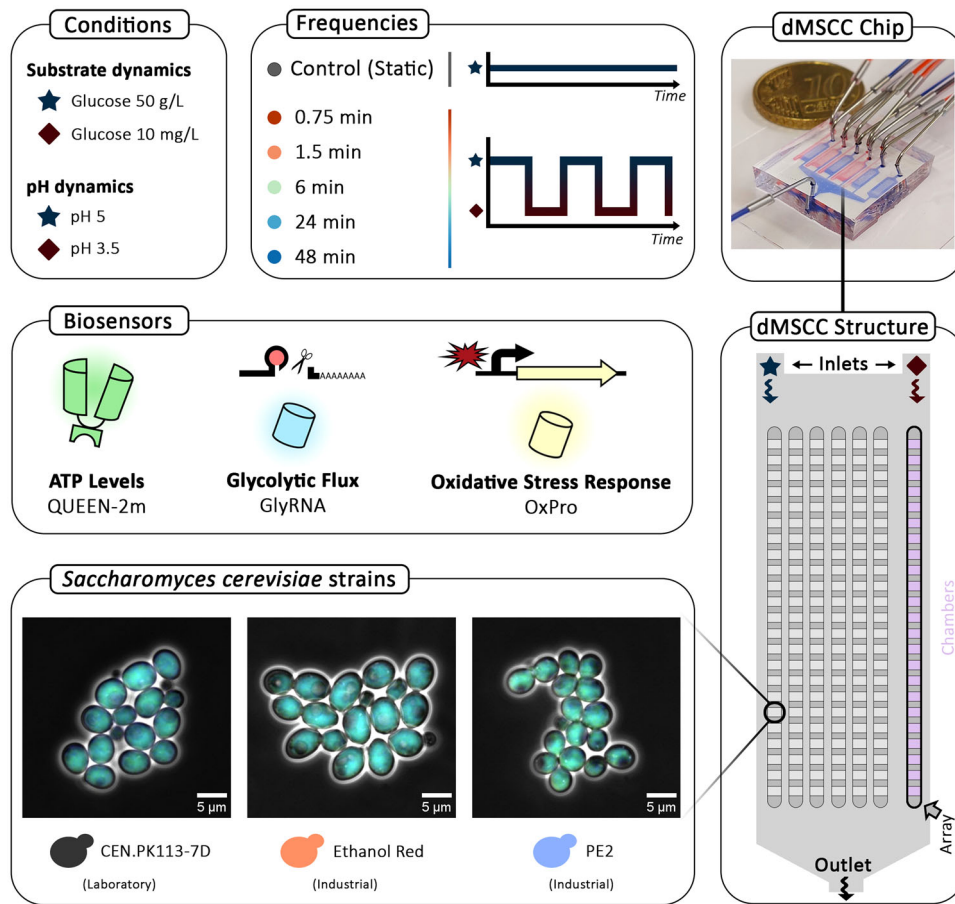 Conditions
Substrate dynamics
Glucose 50 g/L
Glucose 10 mg/L
pH dynamics
pH 5
pH 3.5
Frequencies
Control (Static)
0.75 min
1.5 min
6 min
24 min
48 min
Time
Time
dMSCC Chip
10
Biosensors
AAAAAAAA
ATP Levels
QUEEN-2m
Glycolytic Flux
GlyRNA
Oxidative Stress Response
OxPro
dMSCC Structure
← Inlets →
Chambers
Array
Outlet
Saccharomyces cerevisiae strains
5 µm
5 µm
5 µm
CEN.PK113-7D
(Laboratory)
Ethanol Red
(Industrial)
PE2
(Industrial)